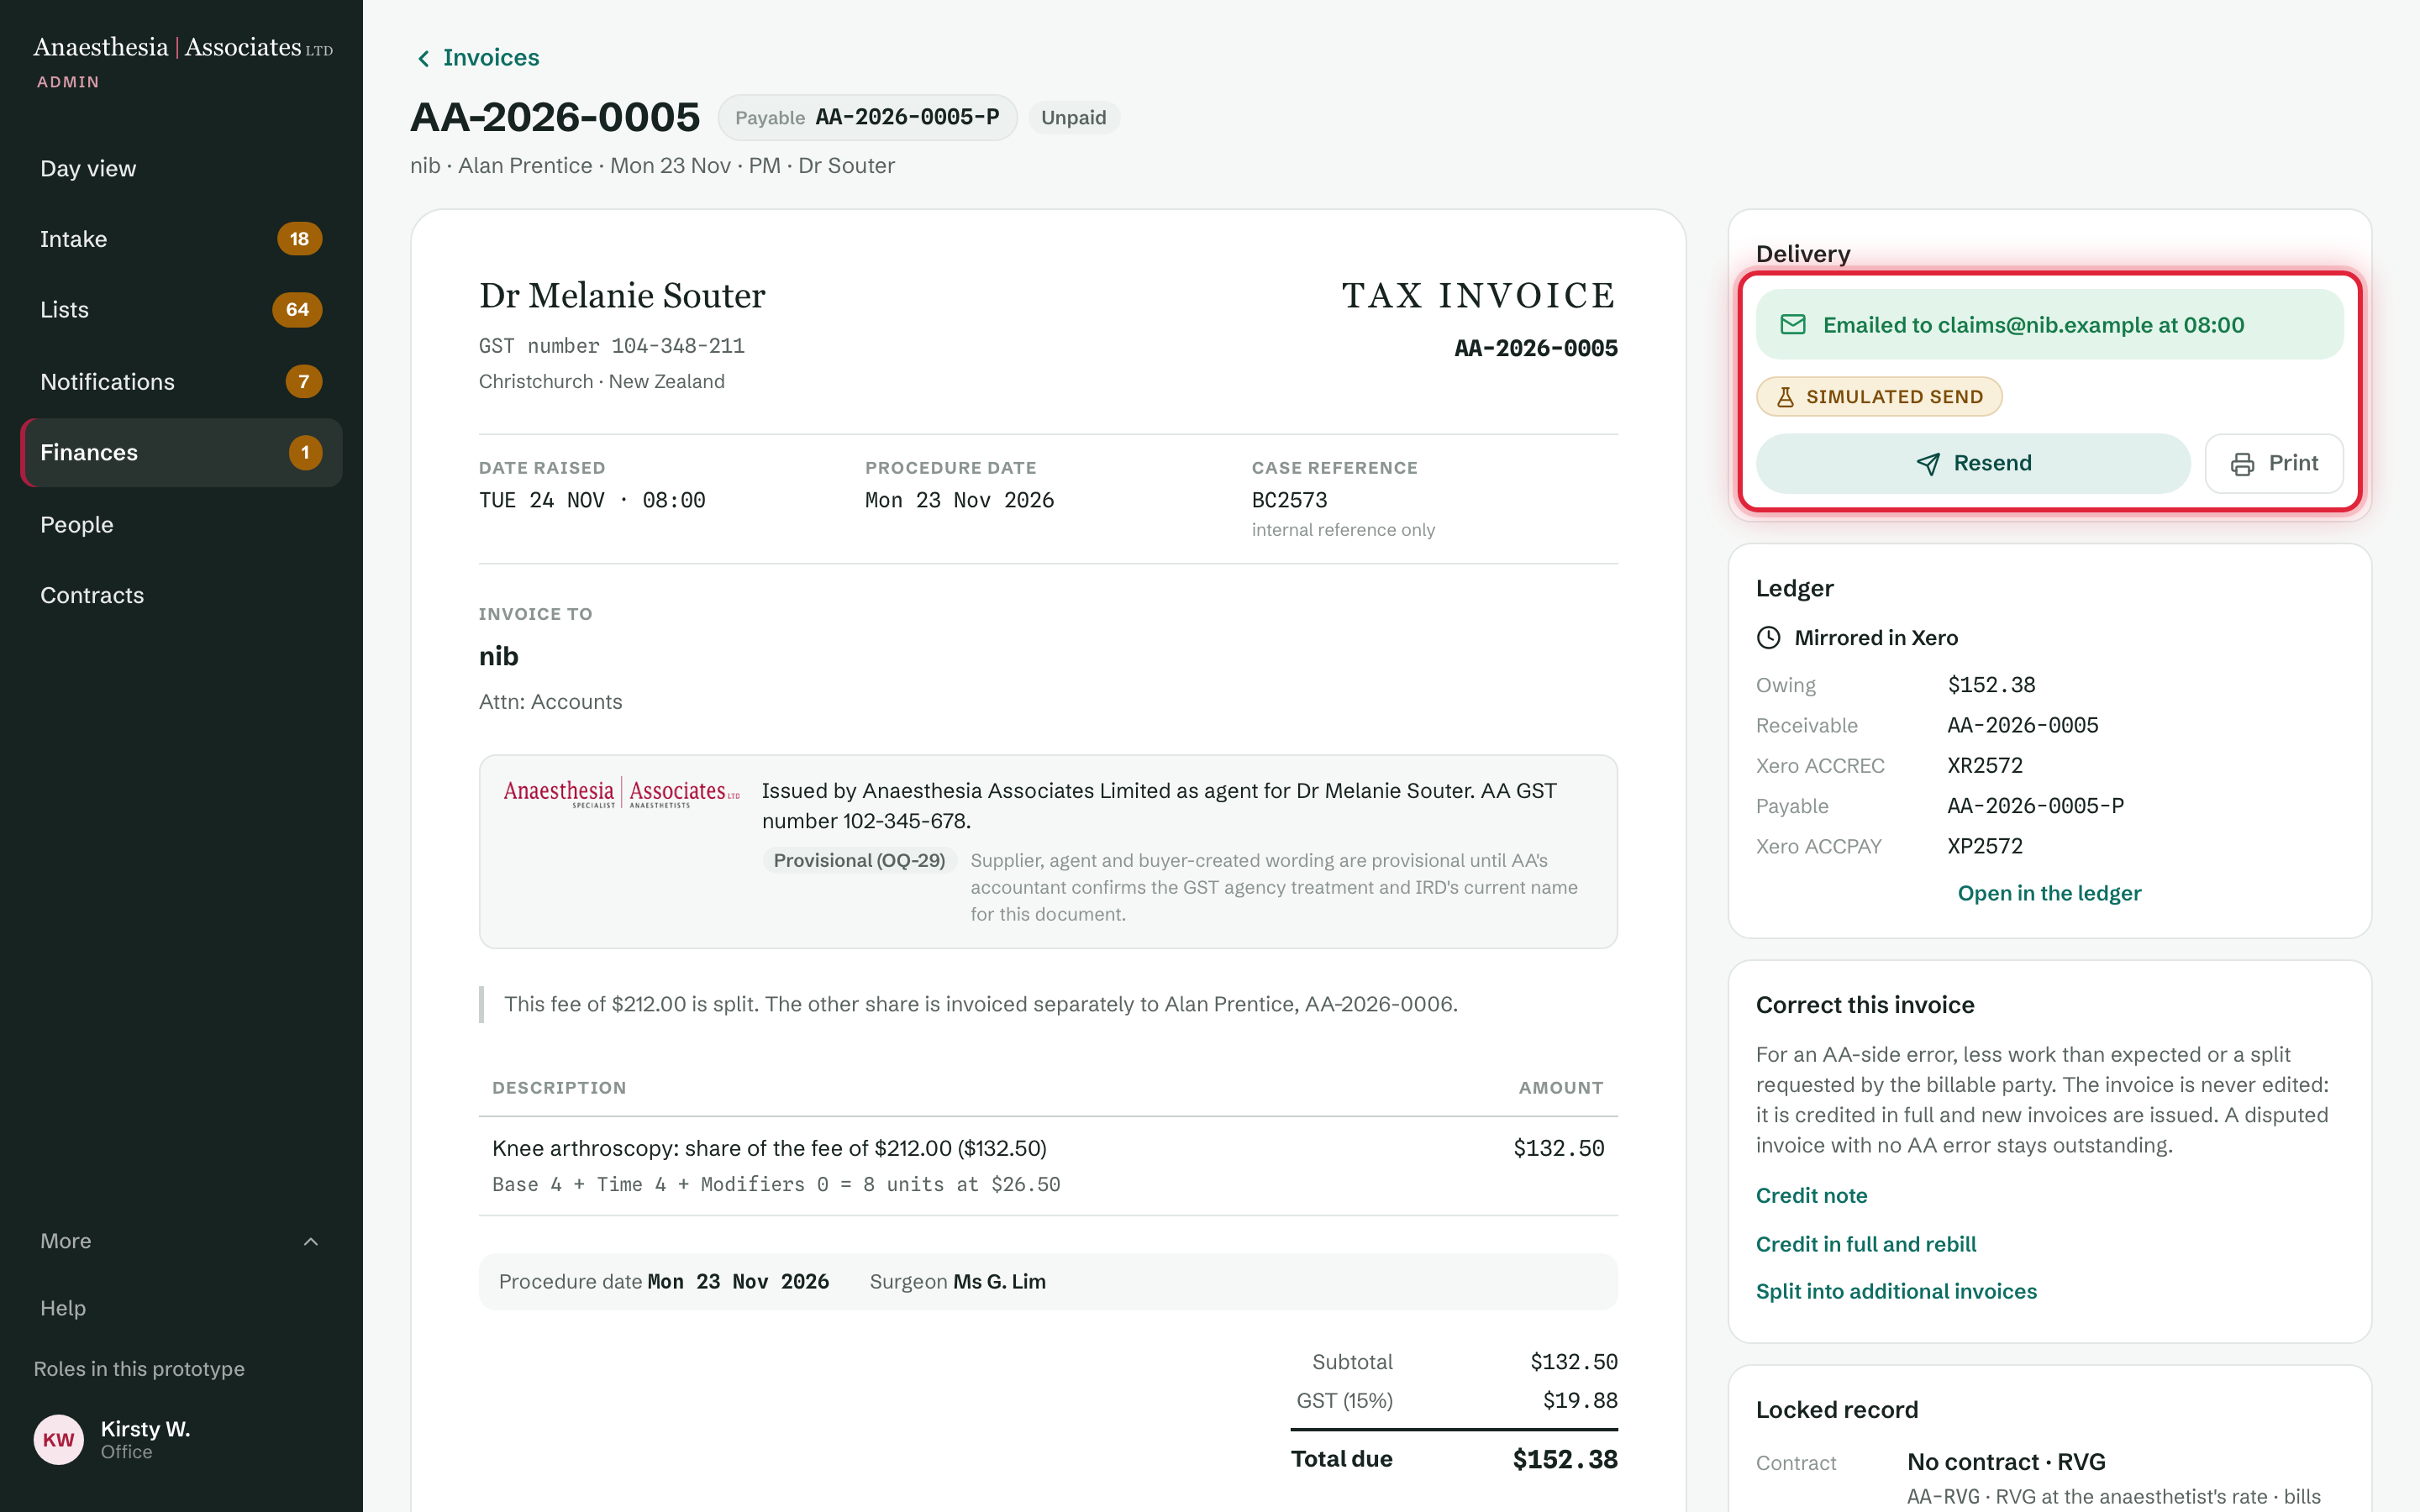 Anaesthesia | Associates LTD
ADMIN
Day view
Intake 18
Lists 64
Notifications 7
Finances 1
People
Contracts
More
Help
Roles in this prototype
KW Kirsty W.
Office
Invoices
AA-2026-0005 Payable AA-2026-0005-P Unpaid
nib · Alan Prentice · Mon 23 Nov · PM · Dr Souter
Dr Melanie Souter
GST number 104-348-211
Christchurch · New Zealand
TAX INVOICE
AA-2026-0005
DATE RAISED
TUE 24 NOV · 08:00
PROCEDURE DATE
Mon 23 Nov 2026
CASE REFERENCE
BC2573
internal reference only
INVOICE TO
nib
Attn: Accounts
Anaesthesia | Associates LTD
SPECIALIST | ANAESTHETISTS
Issued by Anaesthesia Associates Limited as agent for Dr Melanie Souter. AA GST
number 102-345-678.
Provisional (OQ-29) Supplier, agent and buyer-created wording are provisional until AA's
accountant confirms the GST agency treatment and IRD's current name
for this document.
This fee of $212.00 is split. The other share is invoiced separately to Alan Prentice, AA-2026-0006.
DESCRIPTION AMOUNT
Knee arthroscopy: share of the fee of $212.00 ($132.50) $132.50
Base 4 + Time 4 + Modifiers 0 = 8 units at $26.50
Procedure date Mon 23 Nov 2026 Surgeon Ms G. Lim
Subtotal $132.50
GST (15%) $19.88
Total due $152.38
Delivery
Emailed to claims@nib.example at 08:00
SIMULATED SEND
Resend Print
Ledger
Mirrored in Xero
Owing $152.38
Receivable AA-2026-0005
Xero ACCREC XR2572
Payable AA-2026-0005-P
Xero ACCPAY XP2572
Open in the ledger
Correct this invoice
For an AA-side error, less work than expected or a split
requested by the billable party. The invoice is never edited:
it is credited in full and new invoices are issued. A disputed
invoice with no AA error stays outstanding.
Credit note
Credit in full and rebill
Split into additional invoices
Locked record
Contract No contract · RVG
AA-RVG · RVG at the anaesthetist's rate · bills